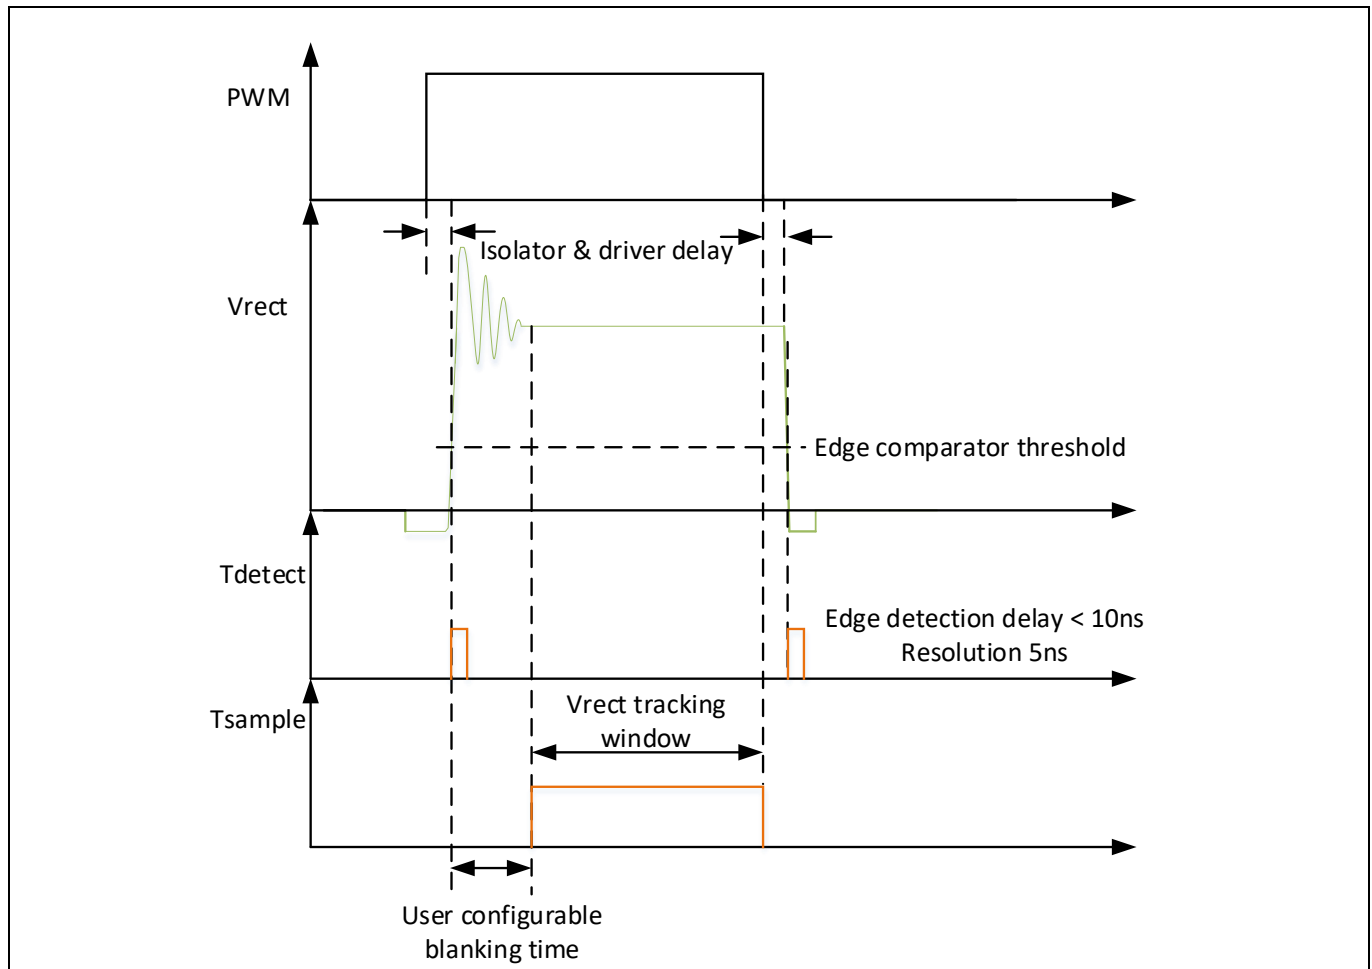 PWM
Isolator & driver delay
Vrect
Edge comparator threshold
Tdetect
Edge detection delay < 10ns
Resolution 5ns
Tsample
Vrect tracking
window
User configurable
blanking time